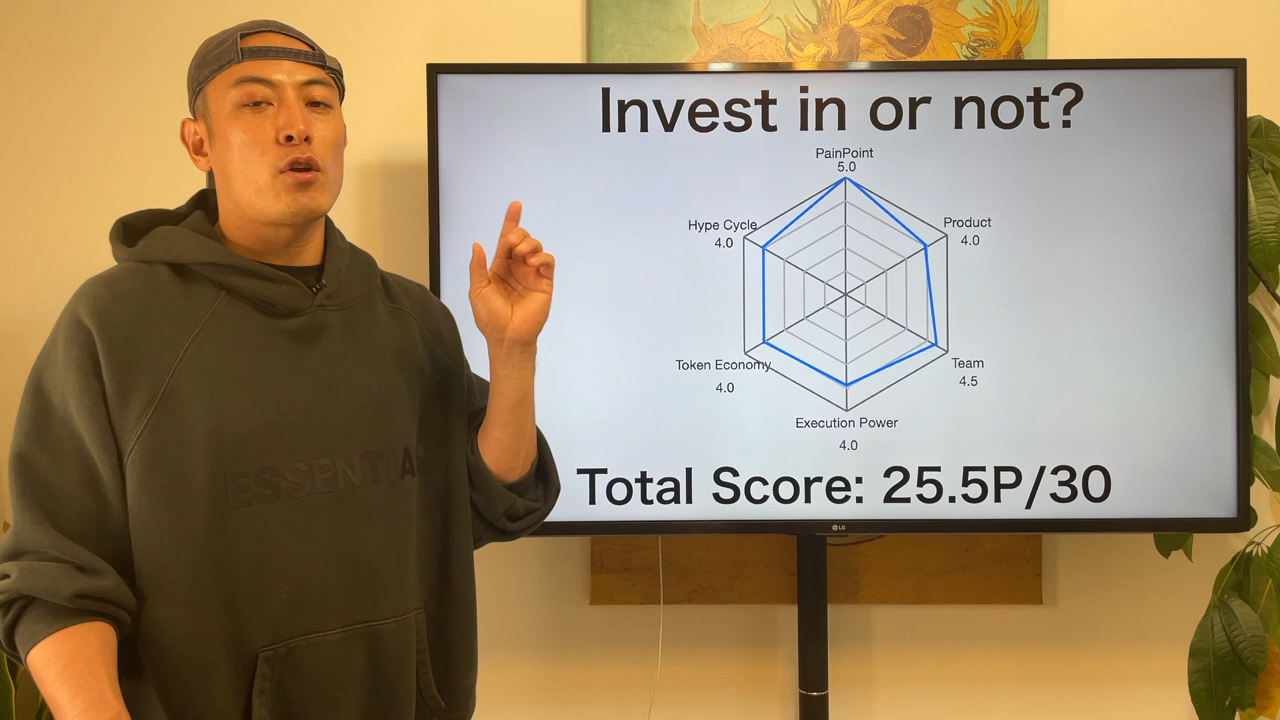 Invest in or not?
PainPoint
5.0
Hype Cycle
4.0
Product
4.0
Token Economy
4.0
Team
4.5
Execution Power
4.0
Total Score: 25.5P/30
LG
ESSENTIA